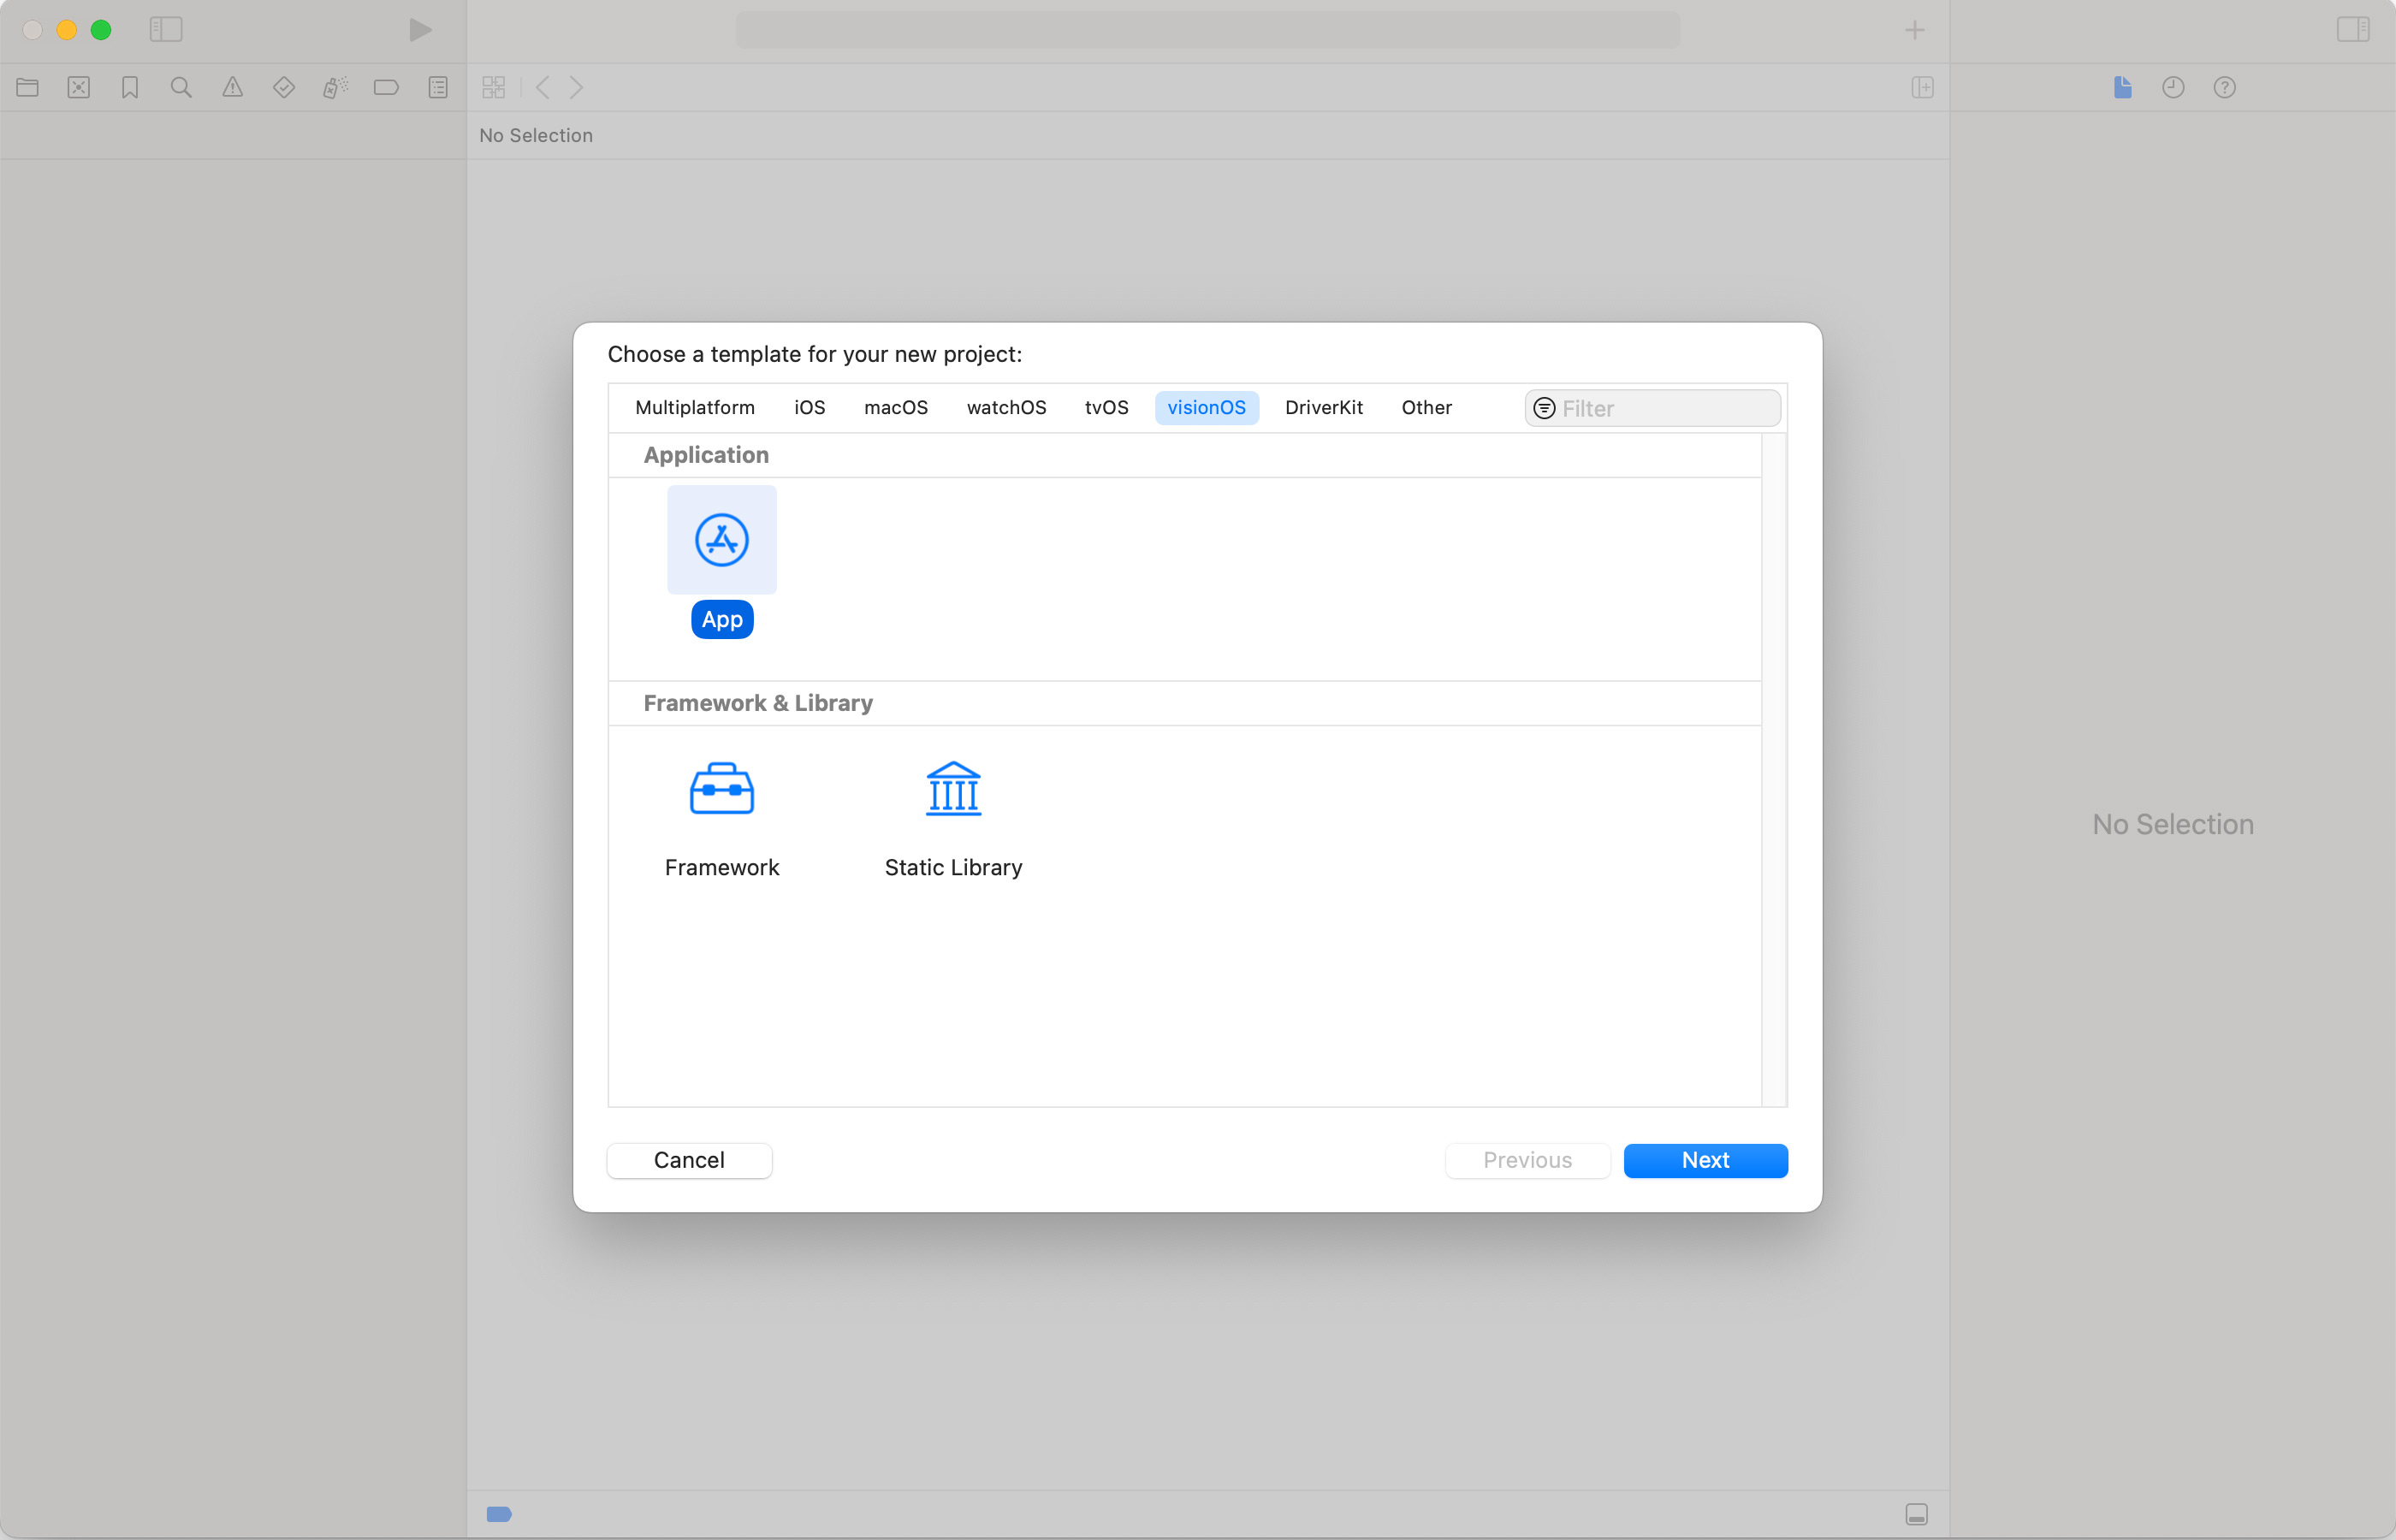 No Selection
Choose a template for your new project:
Multiplatform iOS macOS watchOS tvOS visionOS DriverKit Other Filter
Application
App
Framework & Library
Framework Static Library
No Selection
Cancel Previous Next